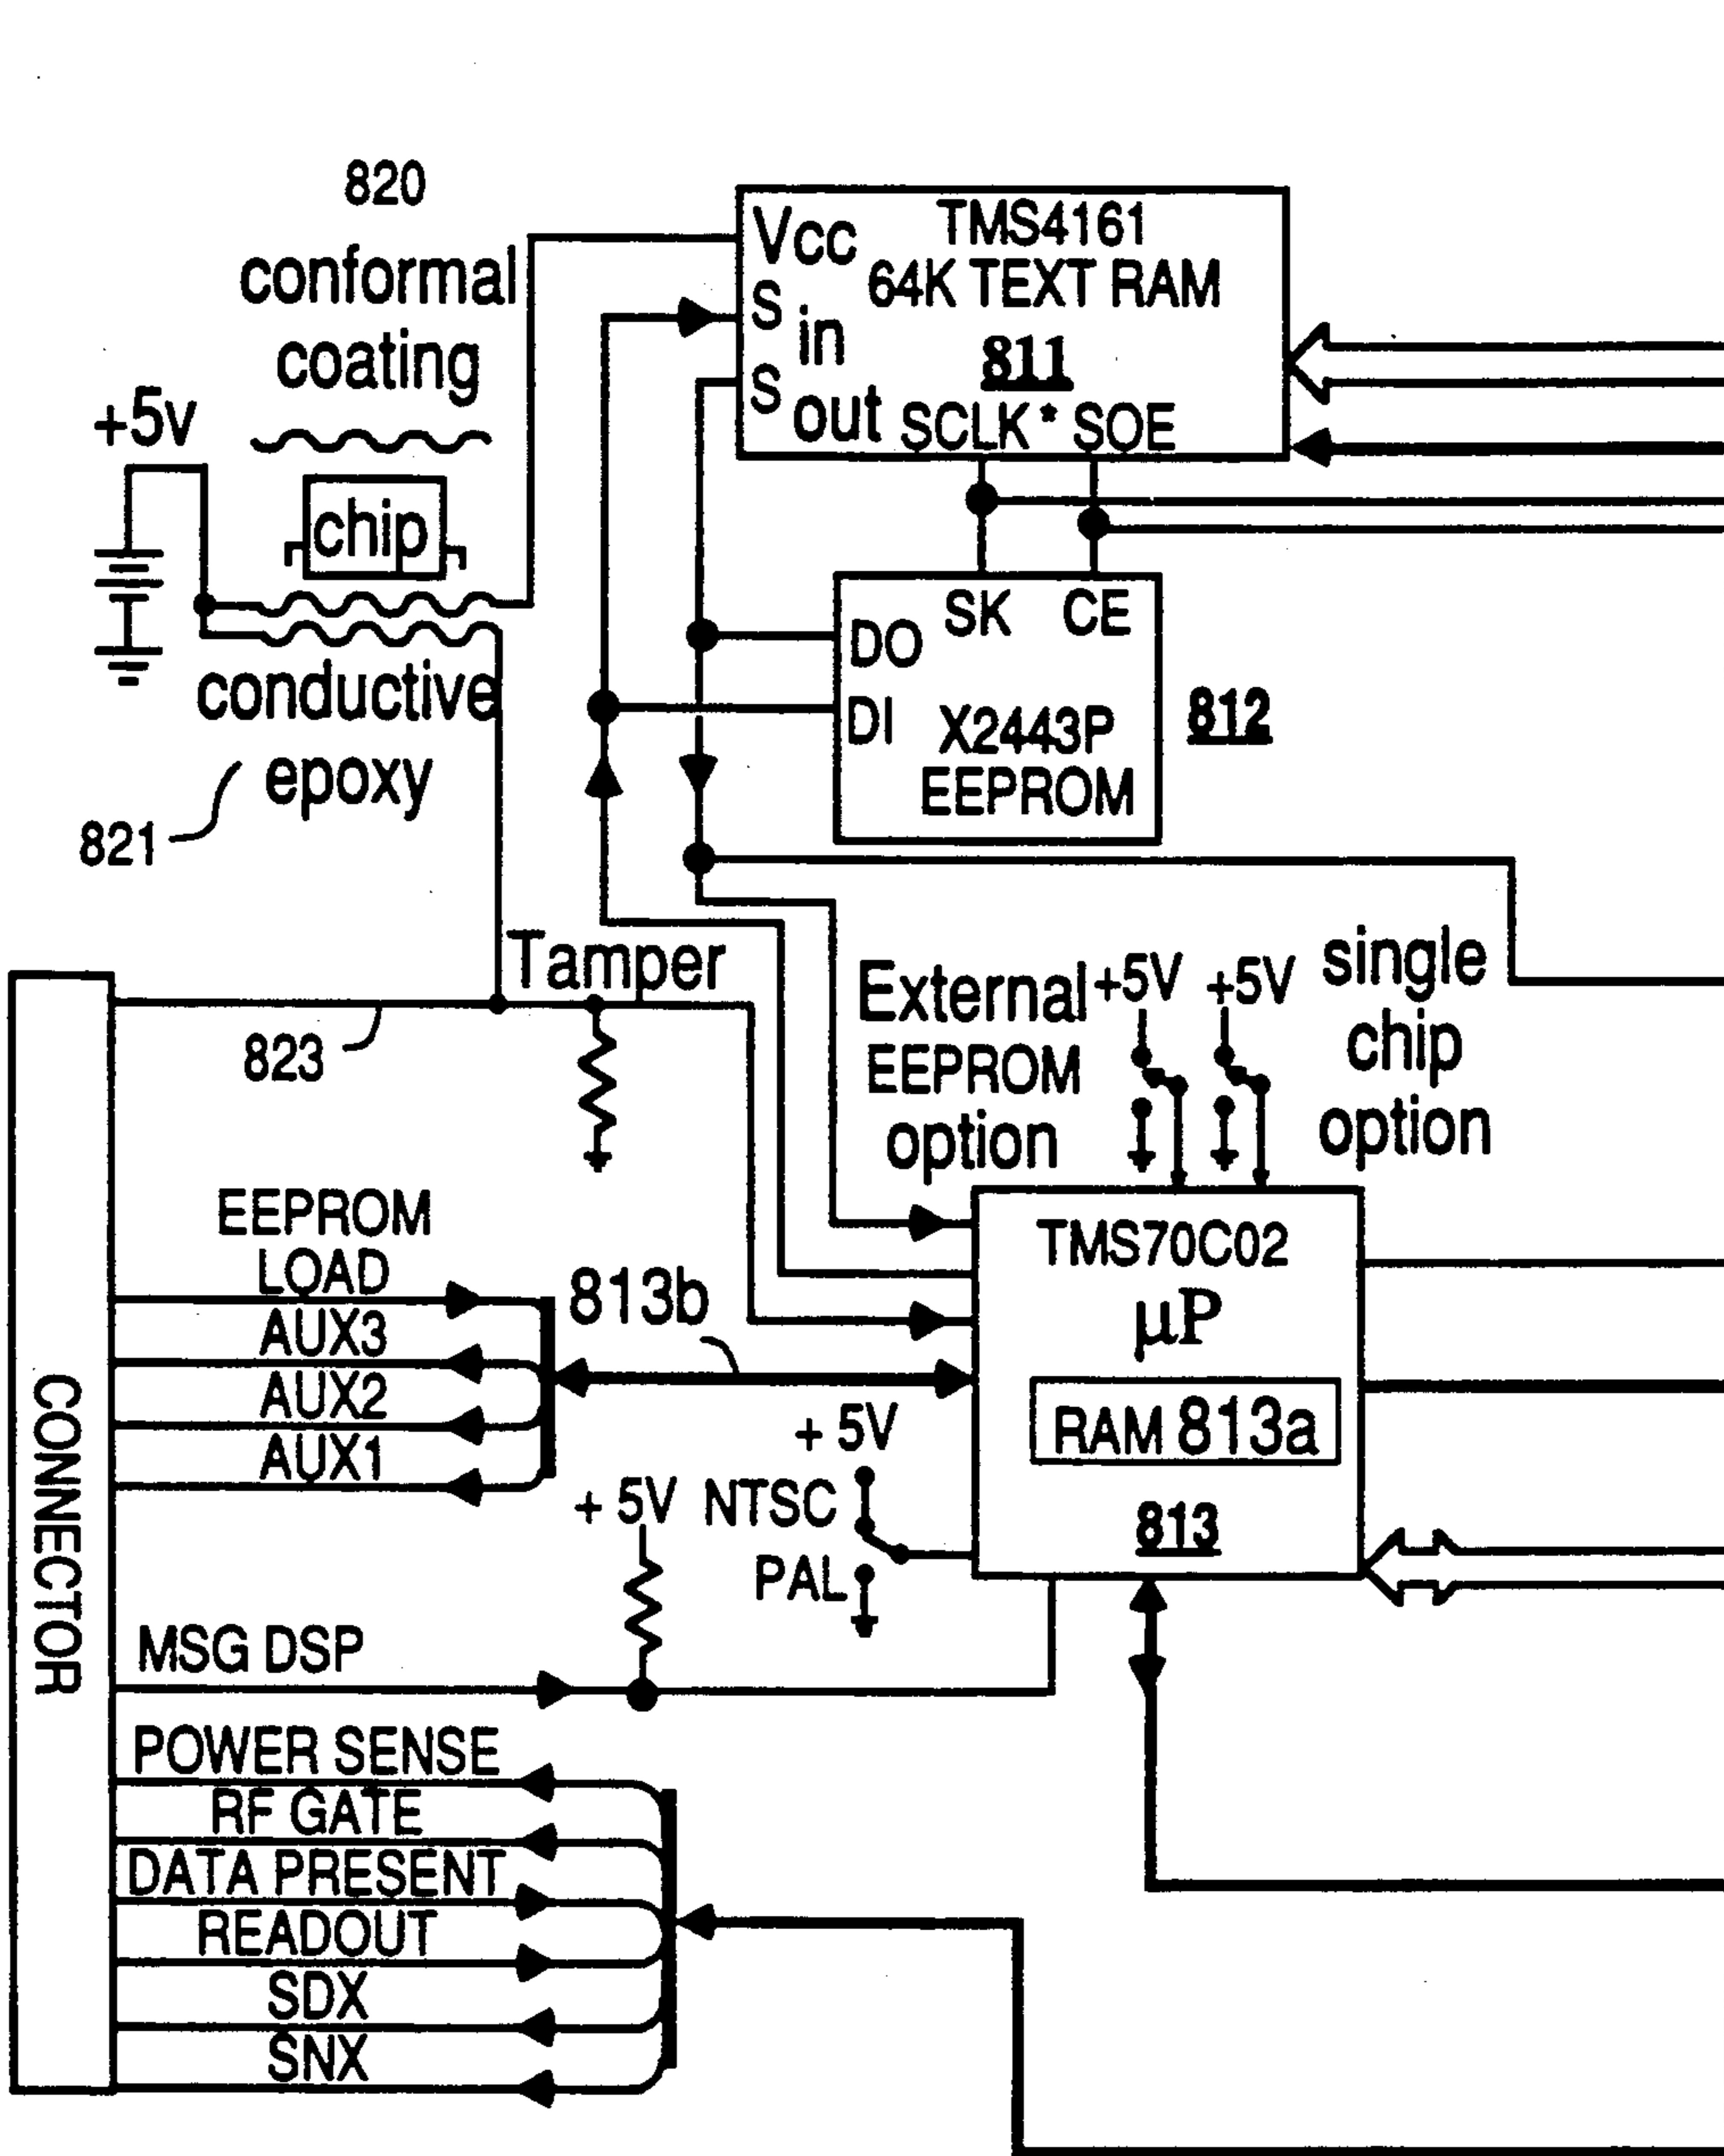 820
conformal
coating
+5v
chip
conductive
epoxy
821
Vcc
TMS4161
64K TEXT RAM
S in
811
S out
SCLK * SOE
SK CE
DO
DI
X2443P
EEPROM
812
Tamper
823
External
EEPROM
option
+5V
+5V
single
chip
option
CONNECTOR
EEPROM
LOAD
AUX3
AUX2
AUX1
813b
TMS70C02
µP
RAM 813a
813
+ 5V
+ 5V
NTSC
PAL
MSG DSP
POWER SENSE
RF GATE
DATA PRESENT
READOUT
SDX
SNX